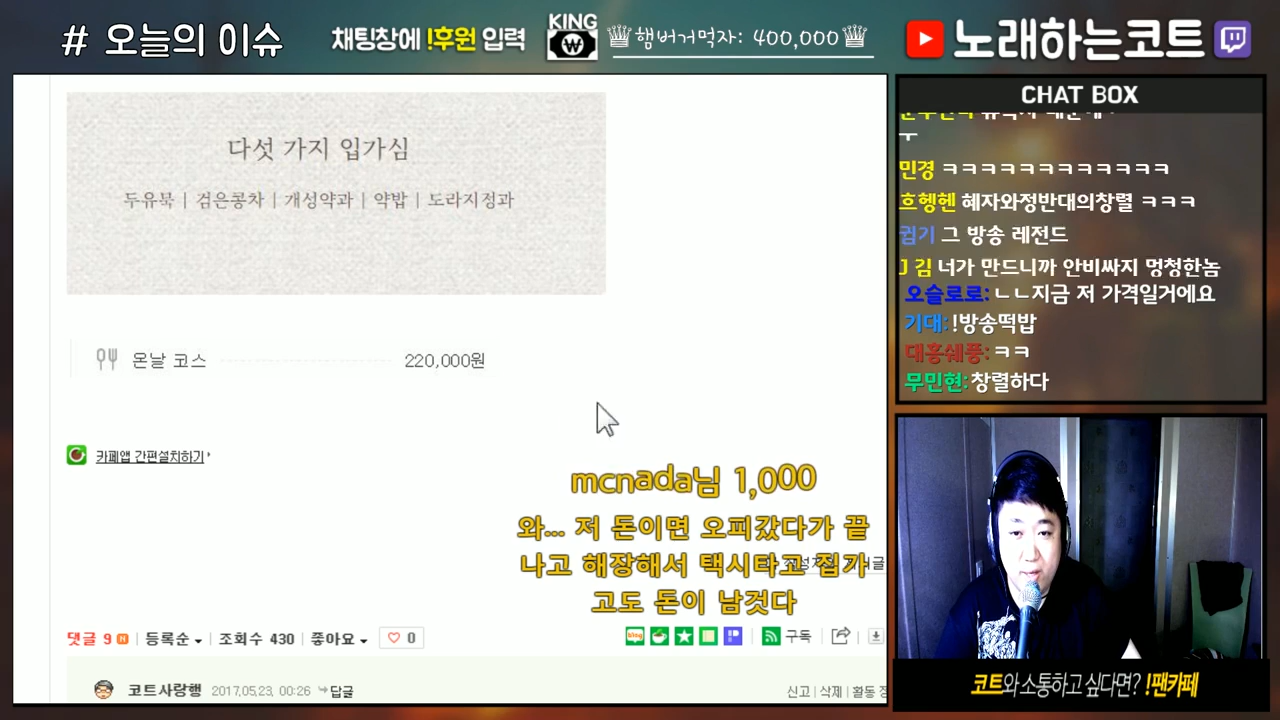 # 오늘의 이슈
채팅창에 !후원 입력
KING
₩
햄버거먹자: 400,000
노래하는코트
다섯 가지 입가심
두유묵 | 검은콩차 | 개성약과 | 약밥 | 도라지정과
온날 코스 220,000원
카페앱 간편설치하기
mcnada님 1,000
와... 저 돈이면 오피갔다가 끝
나고 해장해서 택시타고 집가
고도 돈이 남겟다
댓글 9 N 등록순 조회수 430 좋아요 0
구독
코트사랑행 2017.05.23. 00:26 답글
신고 | 삭제 | 활동
CHAT BOX
ㅜ
민경 ㅋㅋㅋㅋㅋㅋㅋㅋㅋㅋㅋㅋ
흐헹헨 혜자와정반대의창렬 ㅋㅋㅋ
귐기 그 방송 레전드
J 김 너가 만드니까 안비싸지 멍청한놈
오슬로로: ㄴㄴ지금 저 가격일거에요
기대: !방송떡밥
대홍쉐풍: ㅋㅋ
무민현: 창렬하다
코트와 소통하고 싶다면? !팬카페